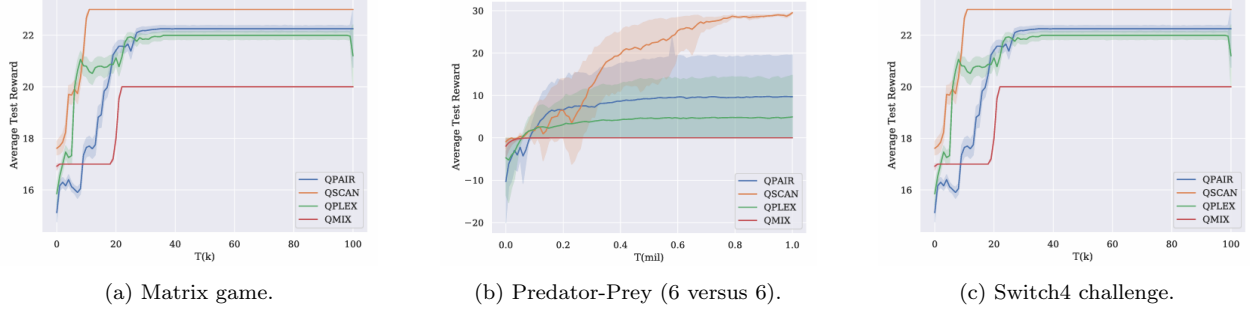 22
20
18
16
Average Test Reward
0
20
40
60
80
100
T(k)
QPAIR
QSCAN
QPLEX
QMIX
(a) Matrix game.
30
20
10
0
−10
−20
Average Test Reward
0.0
0.2
0.4
0.6
0.8
1.0
T(mil)
QPAIR
QSCAN
QPLEX
QMIX
(b) Predator-Prey (6 versus 6).
22
20
18
16
Average Test Reward
0
20
40
60
80
100
T(k)
QPAIR
QSCAN
QPLEX
QMIX
(c) Switch4 challenge.